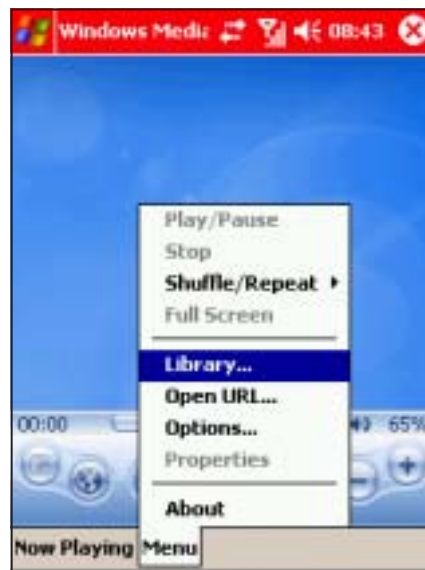 Windows Media 08:43
Play/Pause
Stop
Shuffle/Repeat
Full Screen
Library...
Open URL...
Options...
00:00 65%
Properties
About
Now Playing Menu